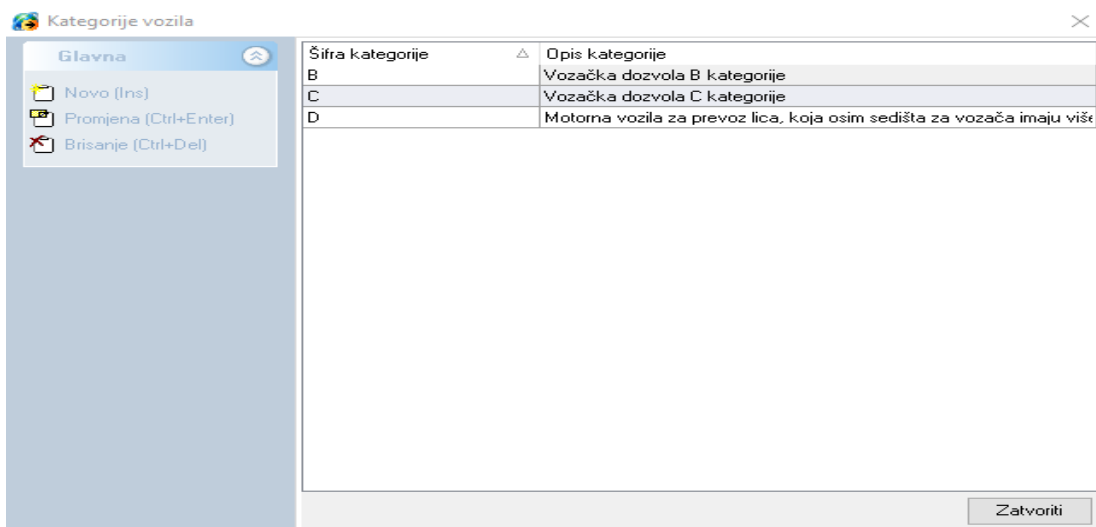 Kategorije vozila
Glavna
Novo (Ins)
Promjena (Ctrl+Enter)
Brisanje (Ctrl+Del)
Šifra kategorije Opis kategorije
B Vozačka dozvola B kategorije
C Vozačka dozvola C kategorije
D Motorna vozila za prevoz lica, koja osim sedišta za vozača imaju više
Zatvoriti